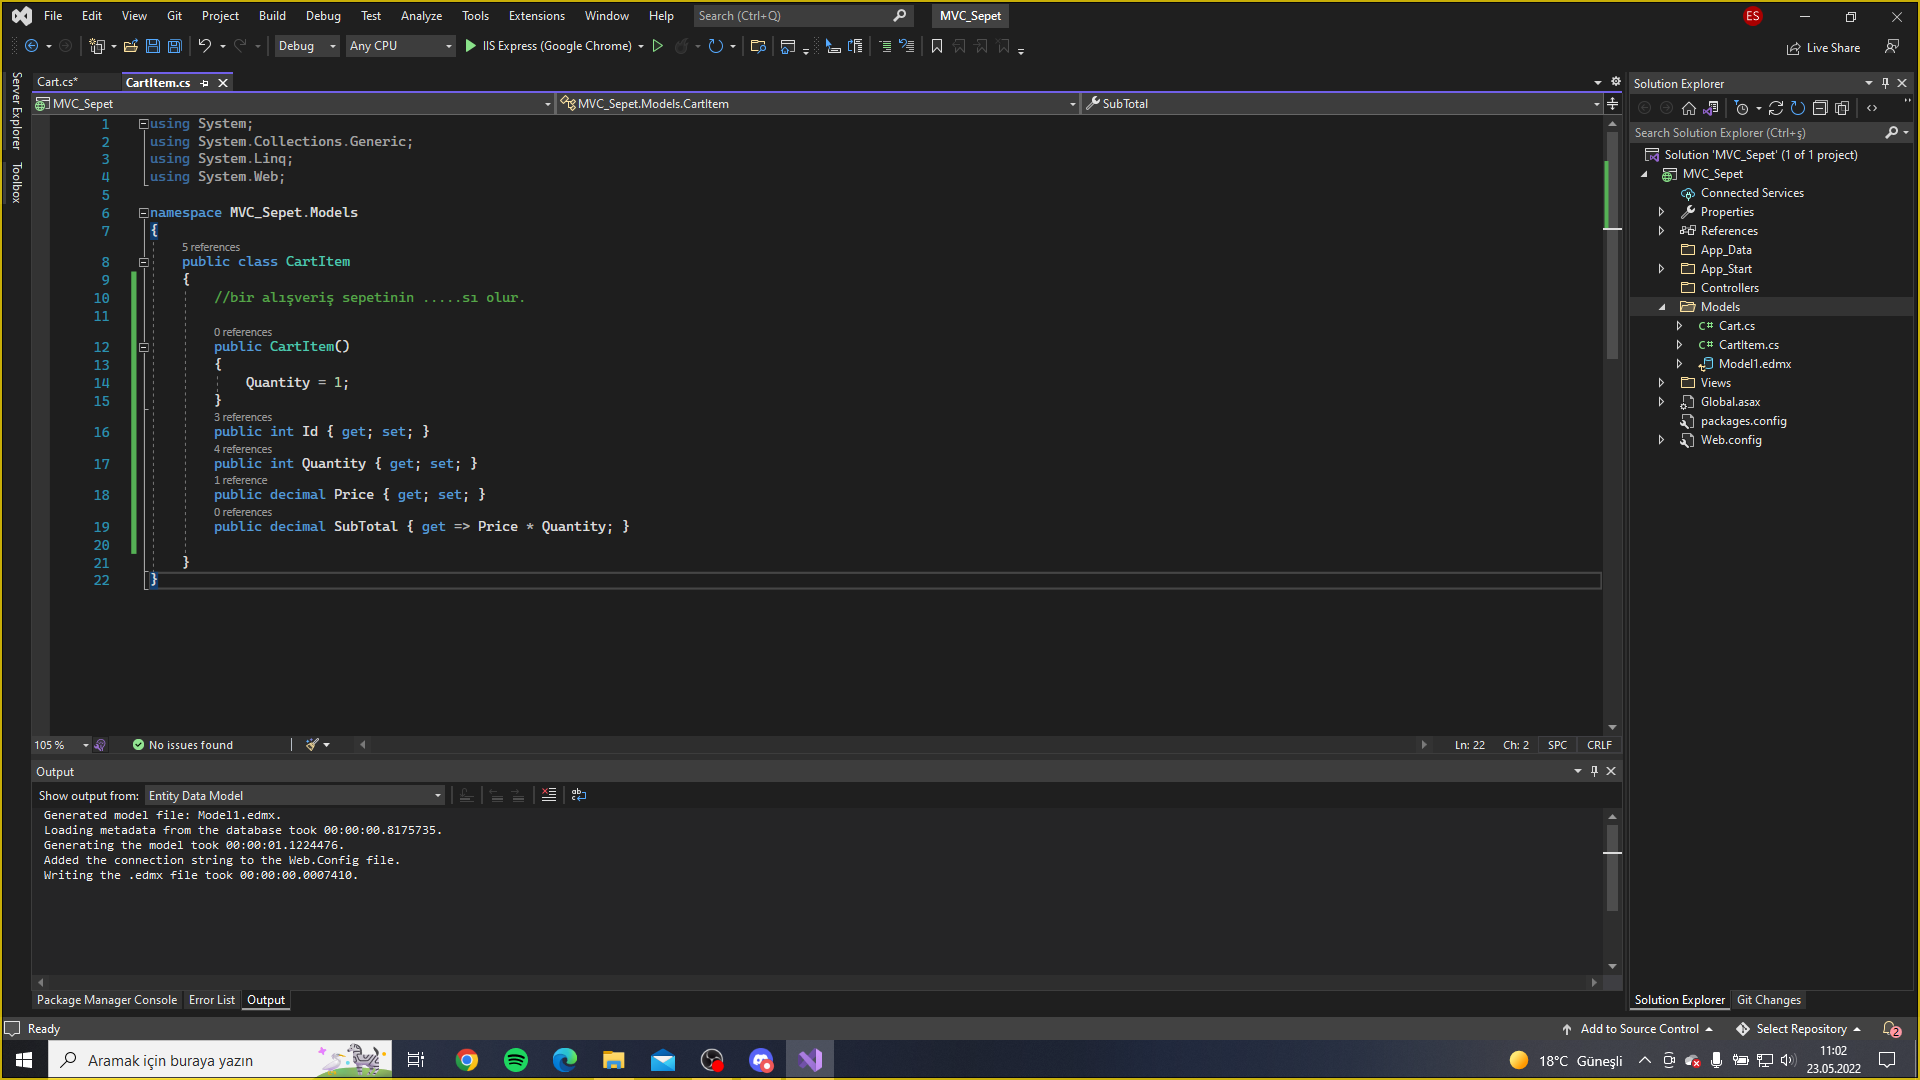 File Edit View Git Project Build Debug Test Analyze Tools Extensions Window Help Search (Ctrl+Q) MVC_Sepet ES
Debug Any CPU IIS Express (Google Chrome) Live Share
Server Explorer
Toolbox
Cart.cs* CartItem.cs
MVC_Sepet MVC_Sepet.Models.CartItem SubTotal
1 using System;
2 using System.Collections.Generic;
3 using System.Linq;
4 using System.Web;
5
6 namespace MVC_Sepet.Models
7 {
5 references
8 public class CartItem
9 {
10 //bir alışveriş sepetinin .....sı olur.
11
0 references
12 public CartItem()
13 {
14 Quantity = 1;
15 }
3 references
16 public int Id { get; set; }
4 references
17 public int Quantity { get; set; }
1 reference
18 public decimal Price { get; set; }
0 references
19 public decimal SubTotal { get => Price * Quantity; }
20
21 }
22 }
105 % No issues found Ln: 22 Ch: 2 SPC CRLF
Output
Show output from: Entity Data Model
Generated model file: Model1.edmx.
Loading metadata from the database took 00:00:00.8175735.
Generating the model took 00:00:01.1224476.
Added the connection string to the Web.Config file.
Writing the .edmx file took 00:00:00.0007410.
Package Manager Console Error List Output
Solution Explorer
Search Solution Explorer (Ctrl+ş)
Solution 'MVC_Sepet' (1 of 1 project)
MVC_Sepet
Connected Services
Properties
References
App_Data
App_Start
Controllers
Models
C# Cart.cs
C# CartItem.cs
Model1.edmx
Views
Global.asax
packages.config
Web.config
Solution Explorer Git Changes
Ready Add to Source Control Select Repository 2
Aramak için buraya yazın 18°C Güneşli 11:02
23.05.2022